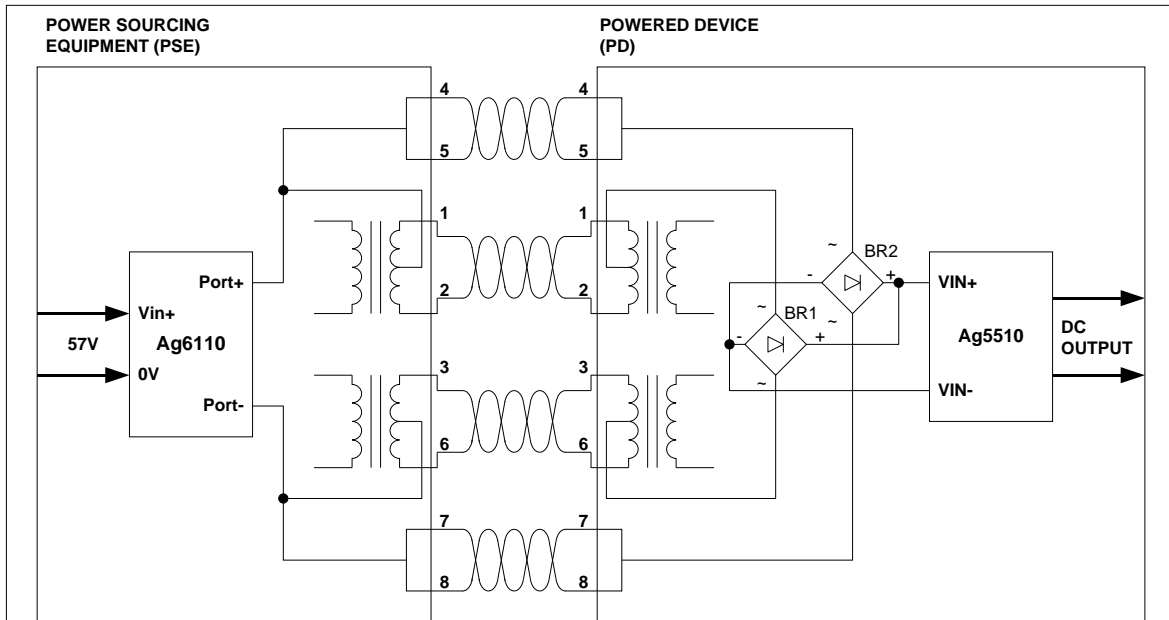 POWER SOURCING
EQUIPMENT (PSE)
POWERED DEVICE
(PD)
4
4
5
5
1
1
2
2
3
3
6
6
7
7
8
8
Port+
Vin+
57V
Ag6110
0V
Port-
~
BR2
-
+
~
~
BR1
-
+
~
VIN+
Ag5510
VIN-
DC
OUTPUT